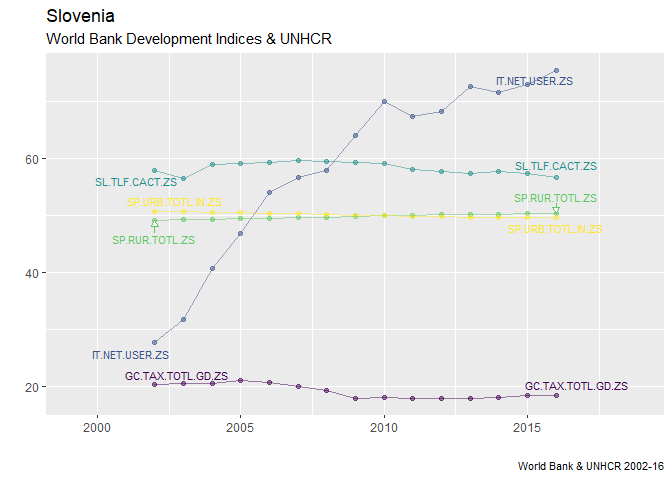 Slovenia
World Bank Development Indices & UNHCR
IT.NET.USER.ZS
60
SL.TLF.CACT.ZS
SL.TLF.CACT.ZS
SP.URB.TOTL.IN.ZS
SP.RUR.TOTL.ZS
SP.RUR.TOTL.ZS
SP.URB.TOTL.IN.ZS
40
IT.NET.USER.ZS
GC.TAX.TOTL.GD.ZS
GC.TAX.TOTL.GD.ZS
20
2000 2005 2010 2015
World Bank & UNHCR 2002-16